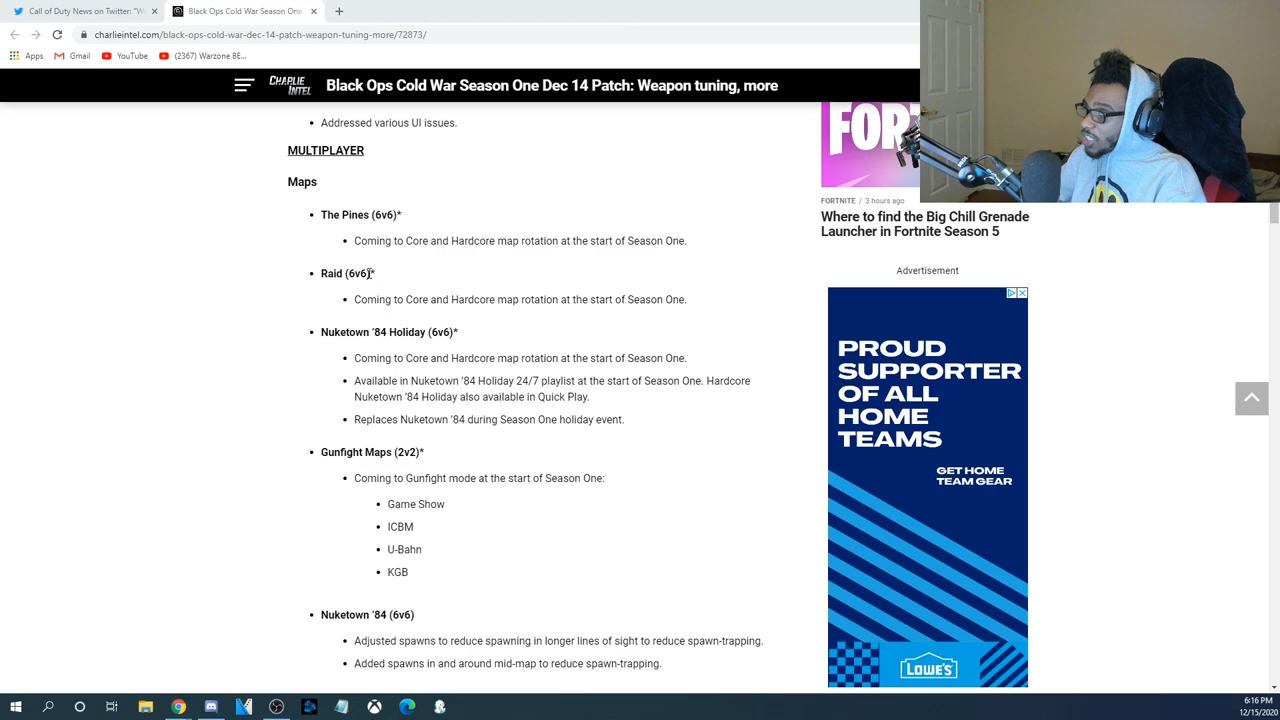 Call of Duty News on Twitter: "W
Black Ops Cold War Season One D
charlieintel.com/black-ops-cold-war-dec-14-patch-weapon-tuning-more/72873/
Apps
Gmail
YouTube
(2367) Warzone BE...
CHARLIE INTEL
Black Ops Cold War Season One Dec 14 Patch: Weapon tuning, more
• Addressed various UI issues.
MULTIPLAYER
Maps
• The Pines (6v6)*
• Coming to Core and Hardcore map rotation at the start of Season One.
• Raid (6v6)*
• Coming to Core and Hardcore map rotation at the start of Season One.
• Nuketown ’84 Holiday (6v6)*
• Coming to Core and Hardcore map rotation at the start of Season One.
• Available in Nuketown ’84 Holiday 24/7 playlist at the start of Season One. Hardcore
Nuketown ’84 Holiday also available in Quick Play.
• Replaces Nuketown ’84 during Season One holiday event.
• Gunfight Maps (2v2)*
• Coming to Gunfight mode at the start of Season One:
• Game Show
• ICBM
• U-Bahn
• KGB
• Nuketown ’84 (6v6)
• Adjusted spawns to reduce spawning in longer lines of sight to reduce spawn-trapping.
• Added spawns in and around mid-map to reduce spawn-trapping.
FOR
FORTNITE / 3 hours ago
Where to find the Big Chill Grenade
Launcher in Fortnite Season 5
Advertisement
PROUD
SUPPORTER
OF ALL
HOME
TEAMS
GET HOME
TEAM GEAR
LOWE'S
6:16 PM
12/15/2020